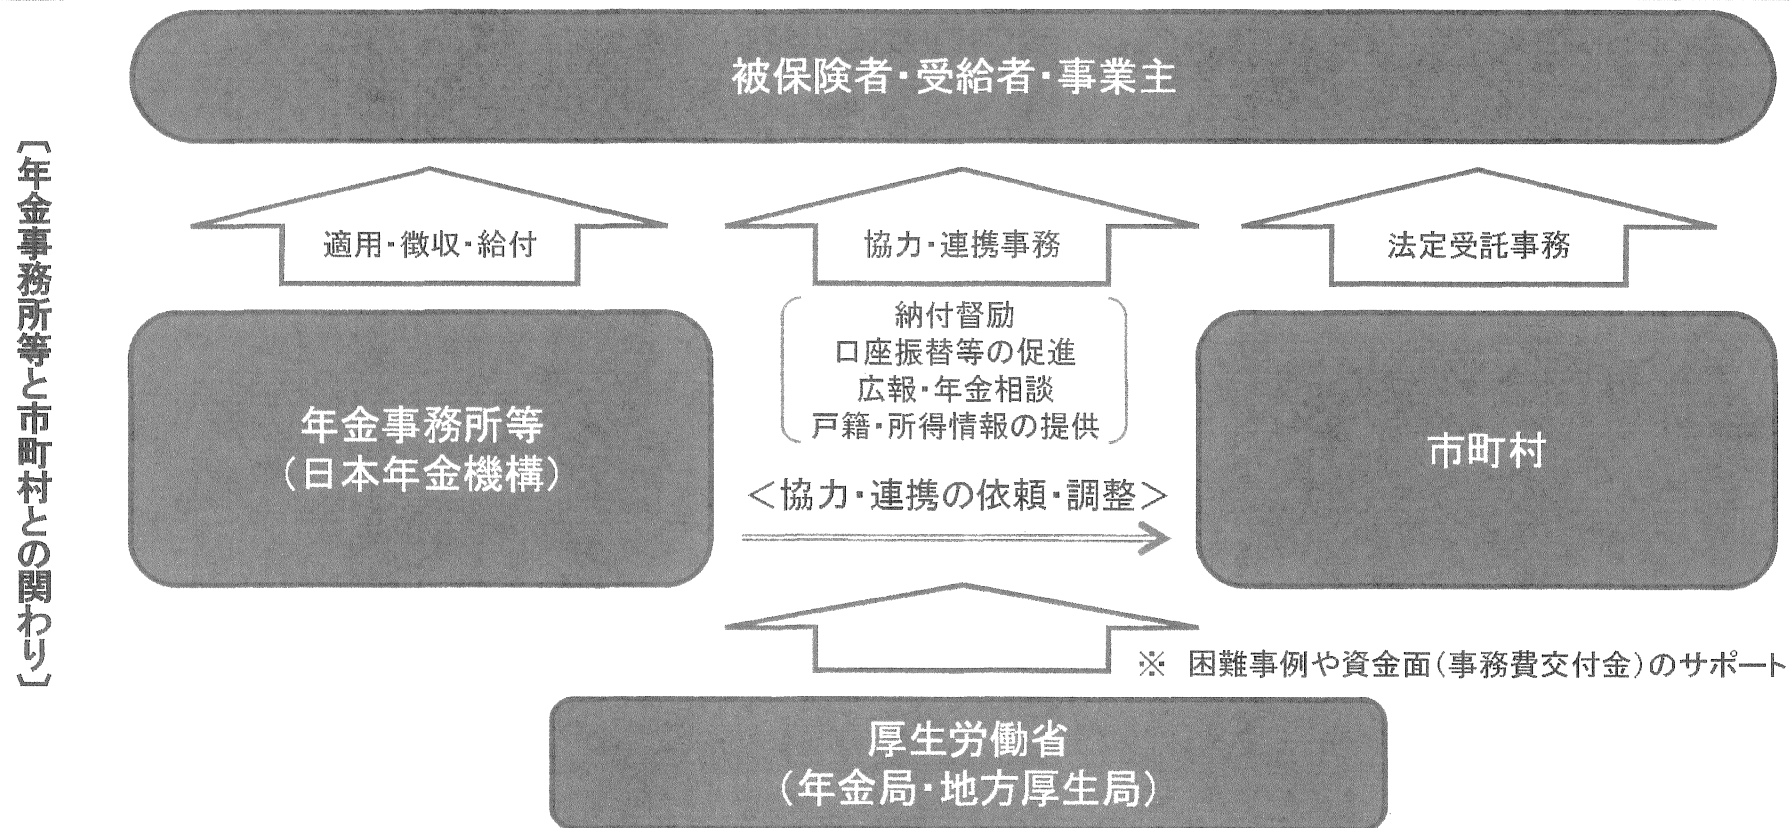 〔年金事務所等と市町村との関わり〕
被保険者・受給者・事業主
適用・徴収・給付
協力・連携事務
法定受託事務
納付督励
口座振替等の促進
広報・年金相談
戸籍・所得情報の提供
年金事務所等
(日本年金機構)
<協力・連携の依頼・調整>
市町村
※ 困難事例や資金面(事務費交付金)のサポート
厚生労働省
(年金局・地方厚生局)